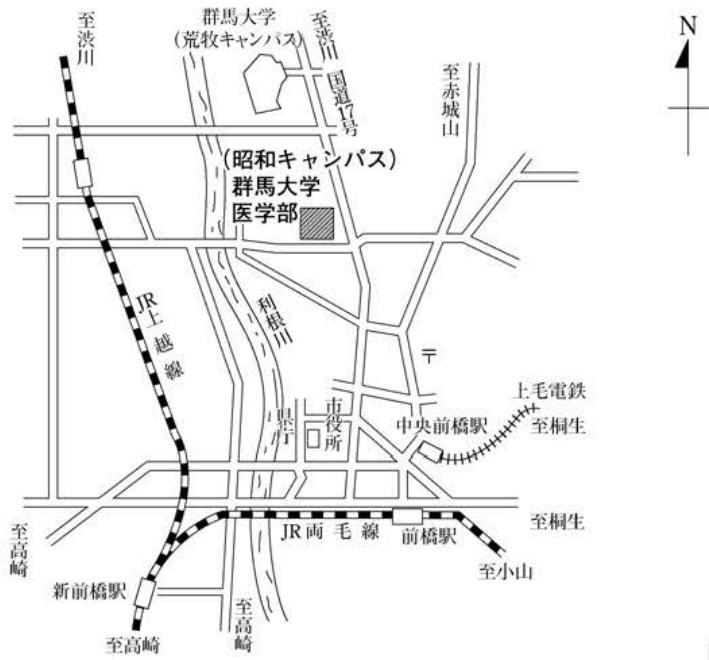 至渋川
群馬大学
(荒牧キャンパス)
至渋川
国道17号
至赤城山
N
(昭和キャンパス)
群馬大学
医学部
JR上越線
利根川
〒
県庁
市役所
上毛電鉄
中央前橋駅
至桐生
至高崎
JR両毛線
前橋駅
至桐生
至小山
新前橋駅
至高崎
至高崎